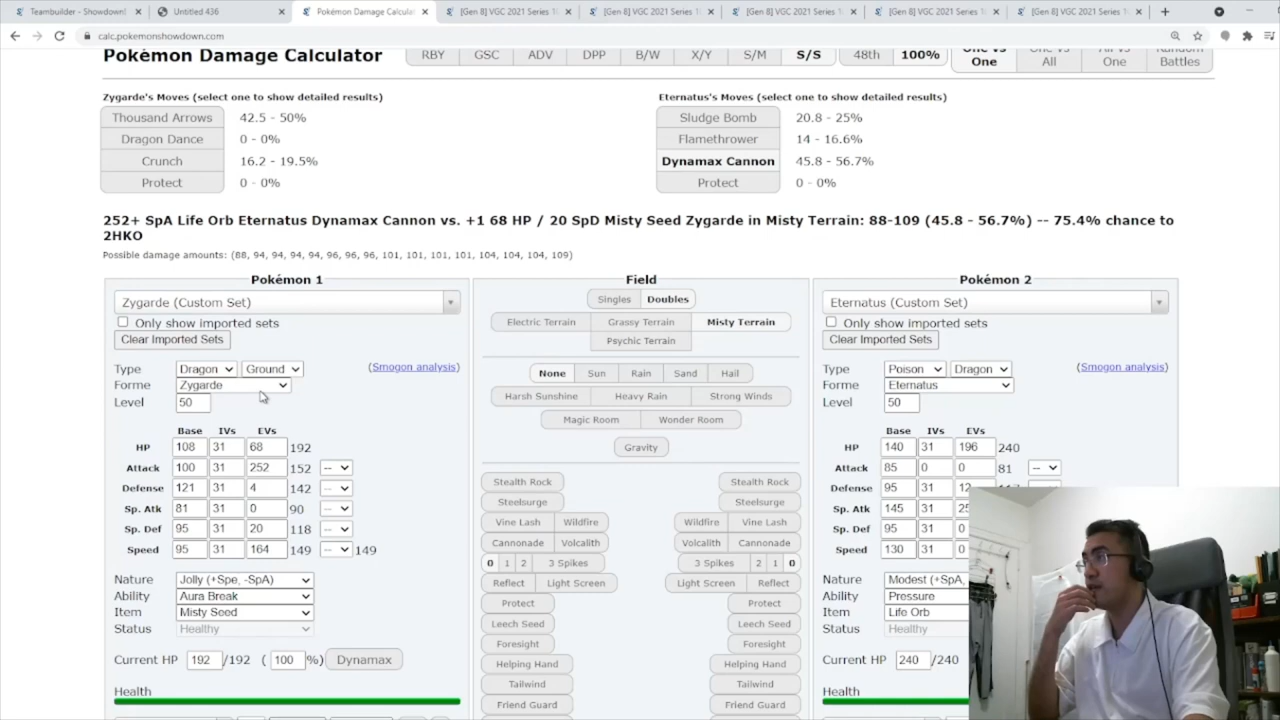 Teambuilder - Showdown!
Untitled 436
Pokémon Damage Calcula
[Gen 8] VGC 2021 Series 1
[Gen 8] VGC 2021 Series 1
[Gen 8] VGC 2021 Series 1
[Gen 8] VGC 2021 Series 1
[Gen 8] VGC 2021 Series 1
calc.pokemonshowdown.com
Pokémon Damage Calculator
RBY GSC ADV DPP B/W X/Y S/M S/S 48th 100% One vs One One vs All All vs One Random Battles
Zygarde's Moves (select one to show detailed results)
Thousand Arrows 42.5 - 50%
Dragon Dance 0 - 0%
Crunch 16.2 - 19.5%
Protect 0 - 0%
Eternatus's Moves (select one to show detailed results)
Sludge Bomb 20.8 - 25%
Flamethrower 14 - 16.6%
Dynamax Cannon 45.8 - 56.7%
Protect 0 - 0%
252+ SpA Life Orb Eternatus Dynamax Cannon vs. +1 68 HP / 20 SpD Misty Seed Zygarde in Misty Terrain: 88-109 (45.8 - 56.7%) -- 75.4% chance to
2HKO
Possible damage amounts: (88, 94, 94, 94, 94, 96, 96, 96, 101, 101, 101, 101, 104, 104, 104, 109)
Pokémon 1
Zygarde (Custom Set)
Only show imported sets
Clear Imported Sets
Type Dragon Ground (Smogon analysis)
Forme Zygarde
Level 50
Base IVs EVs
HP 108 31 68 192
Attack 100 31 252 152 --
Defense 121 31 4 142 --
Sp. Atk 81 31 0 90 --
Sp. Def 95 31 20 118 --
Speed 95 31 164 149 -- 149
Nature Jolly (+Spe, -SpA)
Ability Aura Break
Item Misty Seed
Status Healthy
Current HP 192 /192 ( 100 %) Dynamax
Health
Field
Singles Doubles
Electric Terrain Grassy Terrain Misty Terrain
Psychic Terrain
None Sun Rain Sand Hail
Harsh Sunshine Heavy Rain Strong Winds
Magic Room Wonder Room
Gravity
Stealth Rock Stealth Rock
Steelsurge Steelsurge
Vine Lash Wildfire Wildfire Vine Lash
Cannonade Volcalith Volcalith Cannonade
0 1 2 3 Spikes 3 Spikes 2 1 0
Reflect Light Screen Light Screen Reflect
Protect Protect
Leech Seed Leech Seed
Foresight Foresight
Helping Hand Helping Hand
Tailwind Tailwind
Friend Guard Friend Guard
Pokémon 2
Eternatus (Custom Set)
Only show imported sets
Clear Imported Sets
Type Poison Dragon (Smogon analysis)
Forme Eternatus
Level 50
Base IVs EVs
HP 140 31 196 240
Attack 85 0 0 81 --
Defense 95 31 12
Sp. Atk 145 31 25
Sp. Def 95 31 0
Speed 130 31 0
Nature Modest (+SpA,
Ability Pressure
Item Life Orb
Status Healthy
Current HP 240 /240
Health